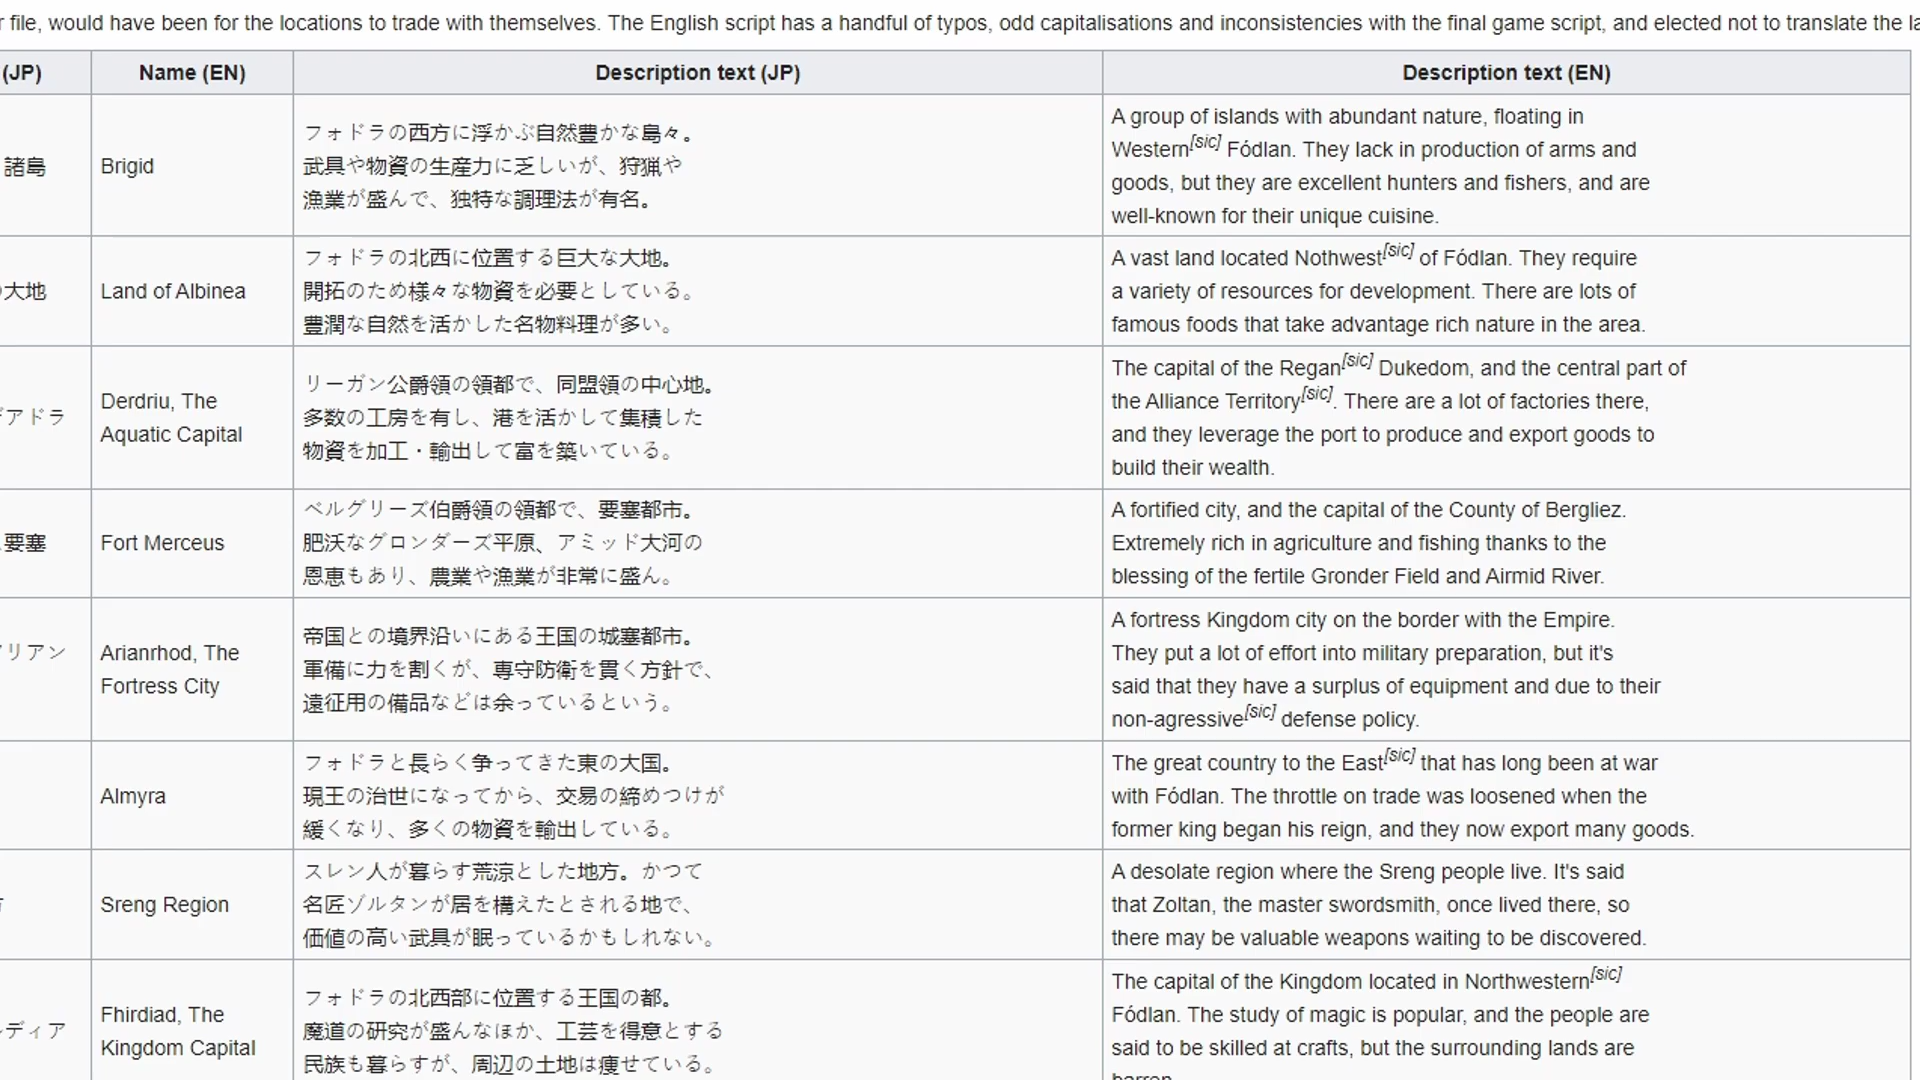 file, would have been for the locations to trade with themselves. The English script has a handful of typos, odd capitalisations and inconsistencies with the final game script, and elected not to translate the
(JP) Name (EN) Description text (JP) Description text (EN)
諸島
Brigid
フォドラの西方に浮かぶ自然豊かな島々。
武具や物資の生産力に乏しいが、狩猟や
漁業が盛んで、独特な調理法が有名。
A group of islands with abundant nature, floating in
Western[sic] Fódlan. They lack in production of arms and
goods, but they are excellent hunters and fishers, and are
well-known for their unique cuisine.
大地
Land of Albinea
フォドラの北西に位置する巨大な大地。
開拓のため様々な物資を必要としている。
豊潤な自然を活かした名物料理が多い。
A vast land located Nothwest[sic] of Fódlan. They require
a variety of resources for development. There are lots of
famous foods that take advantage rich nature in the area.
アドラ
Derdriu, The
Aquatic Capital
リーガン公爵領の領都で、同盟領の中心地。
多数の工房を有し、港を活かして集積した
物資を加工・輸出して富を築いている。
The capital of the Regan[sic] Dukedom, and the central part of
the Alliance Territory[sic]. There are a lot of factories there,
and they leverage the port to produce and export goods to
build their wealth.
要塞
Fort Merceus
ベルグリーズ伯爵領の領都で、要塞都市。
肥沃なグロンダーズ平原、アミッド大河の
恩恵もあり、農業や漁業が非常に盛ん。
A fortified city, and the capital of the County of Bergliez.
Extremely rich in agriculture and fishing thanks to the
blessing of the fertile Gronder Field and Airmid River.
リアン
Arianrhod, The
Fortress City
帝国との境界沿いにある王国の城塞都市。
軍備に力を割くが、専守防衛を貫く方針で、
遠征用の備品などは余っているという。
A fortress Kingdom city on the border with the Empire.
They put a lot of effort into military preparation, but it's
said that they have a surplus of equipment and due to their
non-agressive[sic] defense policy.
Almyra
フォドラと長らく争ってきた東の大国。
現王の治世になってから、交易の締めつけが
緩くなり、多くの物資を輸出している。
The great country to the East[sic] that has long been at war
with Fódlan. The throttle on trade was loosened when the
former king began his reign, and they now export many goods.
Sreng Region
スレン人が暮らす荒涼とした地方。かつて
名匠ゾルタンが居を構えたとされる地で、
価値の高い武具が眠っているかもしれない。
A desolate region where the Sreng people live. It's said
that Zoltan, the master swordsmith, once lived there, so
there may be valuable weapons waiting to be discovered.
ディア
Fhirdiad, The
Kingdom Capital
フォドラの北西部に位置する王国の都。
魔道の研究が盛んなほか、工芸を得意とする
民族も暮らすが、周辺の土地は痩せている。
The capital of the Kingdom located in Northwestern[sic]
Fódlan. The study of magic is popular, and the people are
said to be skilled at crafts, but the surrounding lands are